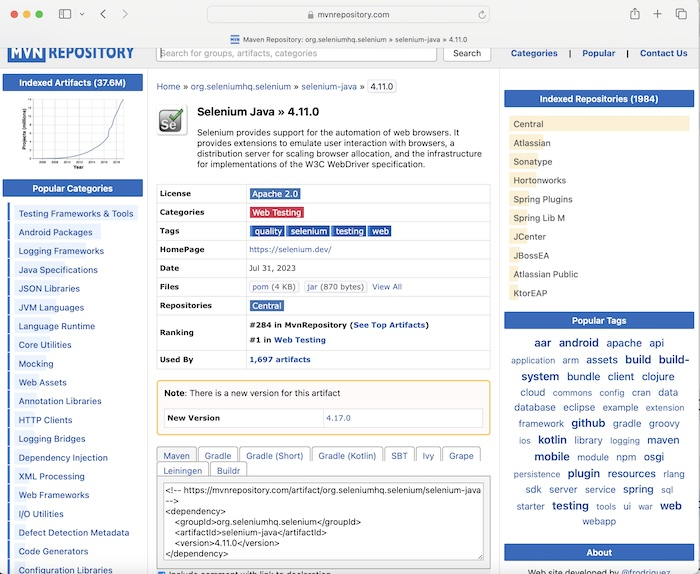 mvnrepository.com
Maven Repository: org.seleniumhq.selenium » selenium-java » 4.11.0
MVN REPOSITORY
Search for groups, artifacts, categories
Search
Categories | Popular | Contact Us
Indexed Artifacts (37.6M)
Projects (millions)
Year
Popular Categories
Testing Frameworks & Tools
Android Packages
Logging Frameworks
Java Specifications
JSON Libraries
JVM Languages
Language Runtime
Core Utilities
Mocking
Web Assets
Annotation Libraries
HTTP Clients
Logging Bridges
Dependency Injection
XML Processing
Web Frameworks
I/O Utilities
Defect Detection Metadata
Code Generators
Configuration Libraries
Home » org.seleniumhq.selenium » selenium-java » 4.11.0
Se
Selenium Java » 4.11.0
Selenium provides support for the automation of web browsers. It
provides extensions to emulate user interaction with browsers, a
distribution server for scaling browser allocation, and the infrastructure
for implementations of the W3C WebDriver specification.
License Apache 2.0
Categories Web Testing
Tags quality selenium testing web
HomePage https://selenium.dev/
Date Jul 31, 2023
Files pom (4 KB) jar (870 bytes) View All
Repositories Central
Ranking #284 in MvnRepository (See Top Artifacts)
#1 in Web Testing
Used By 1,697 artifacts
Note: There is a new version for this artifact
New Version 4.17.0
Maven Gradle Gradle (Short) Gradle (Kotlin) SBT Ivy Grape
Leiningen Buildr
<!-- https://mvnrepository.com/artifact/org.seleniumhq.selenium/selenium-java
-->
<dependency>
<groupId>org.seleniumhq.selenium</groupId>
<artifactId>selenium-java</artifactId>
<version>4.11.0</version>
</dependency>
Include comment with link to declaration
Indexed Repositories (1984)
Central
Atlassian
Sonatype
Hortonworks
Spring Plugins
Spring Lib M
JCenter
JBossEA
Atlassian Public
KtorEAP
Popular Tags
aar android apache api
application arm assets build build-
system bundle client clojure
cloud commons config cran data
database eclipse example extension
framework github gradle groovy
ios kotlin library logging maven
mobile module npm osgi
persistence plugin resources rlang
sdk server service spring sql
starter testing tools ui war web
webapp
About
Web site developed by @frodriguez